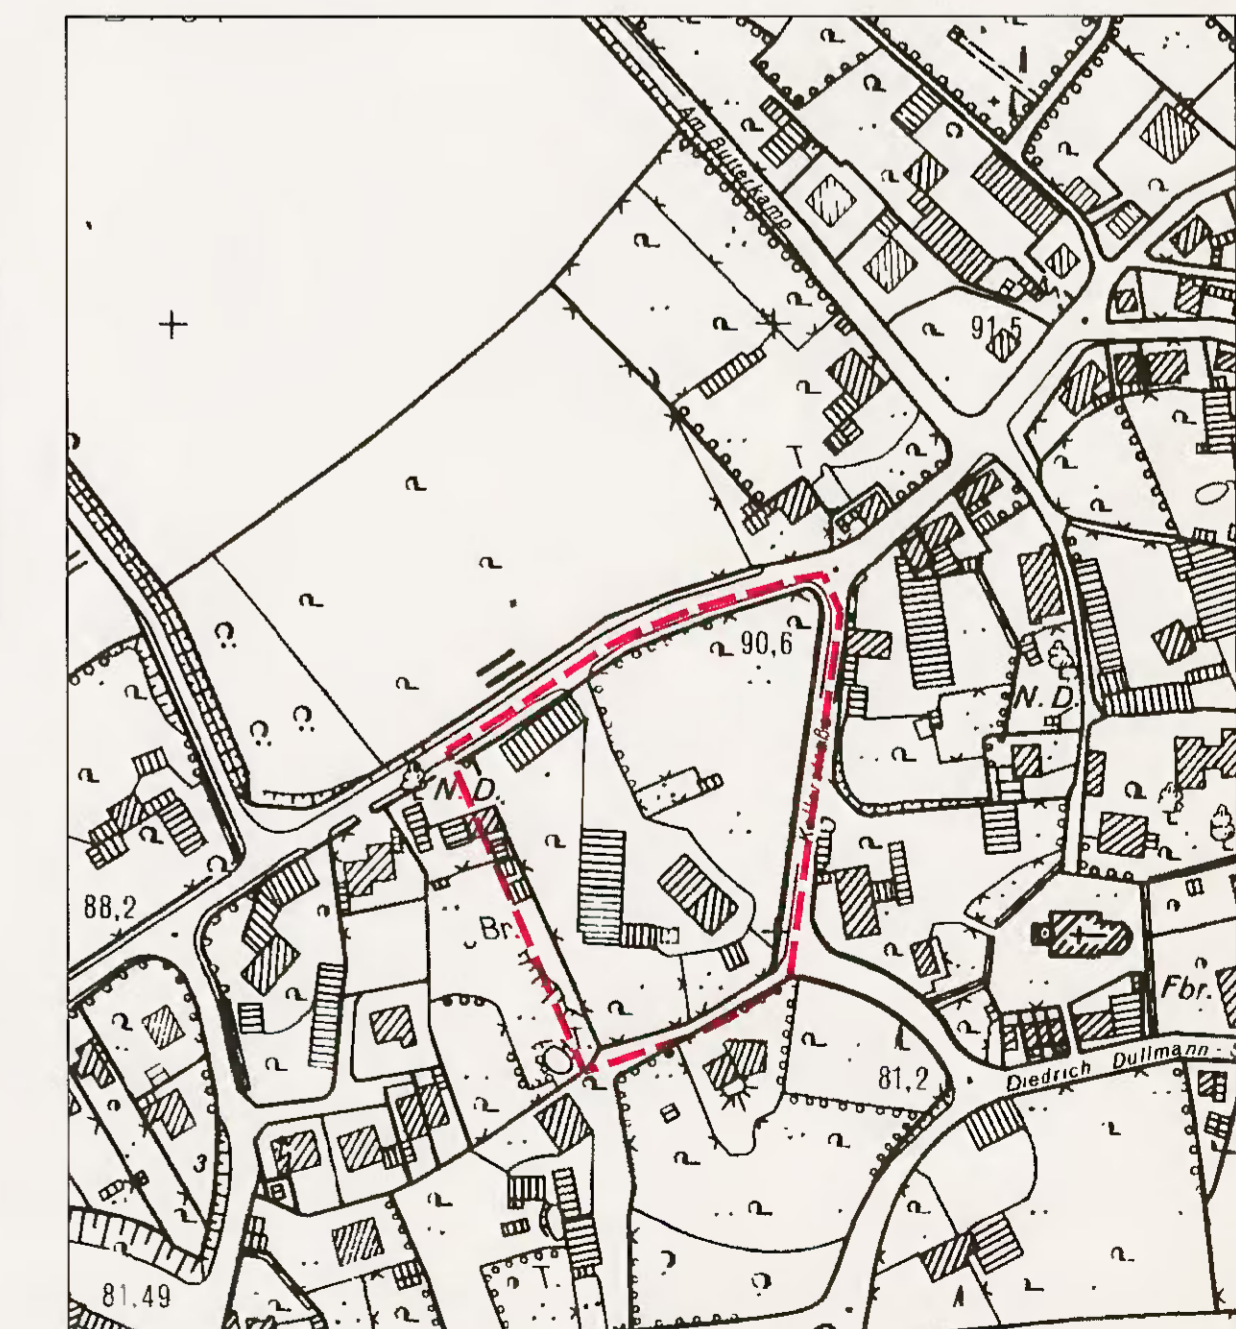 Am Butterkamp
91,5
T
90,6
N. D.
N. D.
88,2
Br.
Fbr.
81,2
Diedrich Dullmann - S
3
T.
81.49